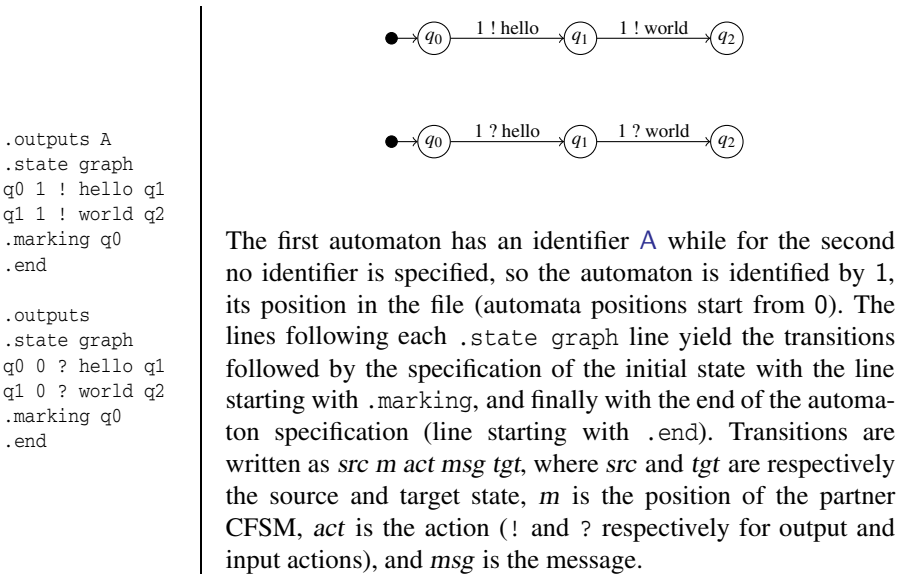 .outputs A
.state graph
q0 1 ! hello q1
q1 1 ! world q2
.marking q0
.end
.outputs
.state graph
q0 0 ? hello q1
q1 0 ? world q2
.marking q0
.end
q0 1 ! hello q1 1 ! world q2
q0 1 ? hello q1 1 ? world q2
The first automaton has an identifier A while for the second
no identifier is specified, so the automaton is identified by 1,
its position in the file (automata positions start from 0). The
lines following each .state graph line yield the transitions
followed by the specification of the initial state with the line
starting with .marking, and finally with the end of the automa-
ton specification (line starting with .end). Transitions are
written as src m act msg tgt, where src and tgt are respectively
the source and target state, m is the position of the partner
CFSM, act is the action (! and ? respectively for output and
input actions), and msg is the message.